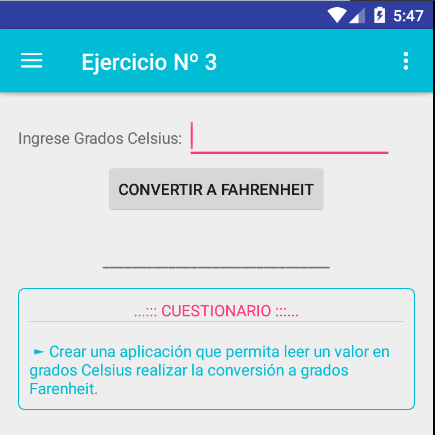 5:47
Ejercicio Nº 3
Ingrese Grados Celsius:
CONVERTIR A FAHRENHEIT
______________________________
...::: CUESTIONARIO :::...
► Crear una aplicación que permita leer un valor en
grados Celsius realizar la conversión a grados
Farenheit.